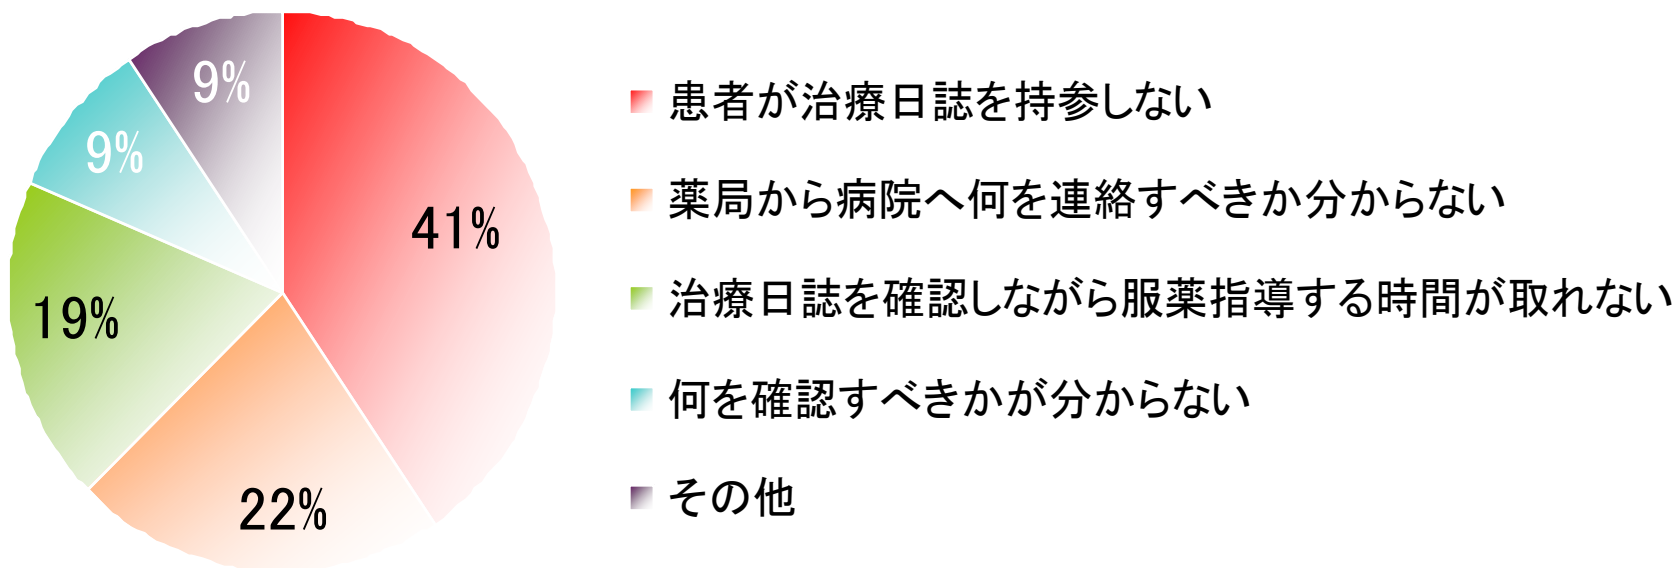 9%
9%
41%
19%
22%
患者が治療日誌を持参しない
薬局から病院へ何を連絡すべきか分からない
治療日誌を確認しながら服薬指導する時間が取れない
何を確認すべきかが分からない
その他